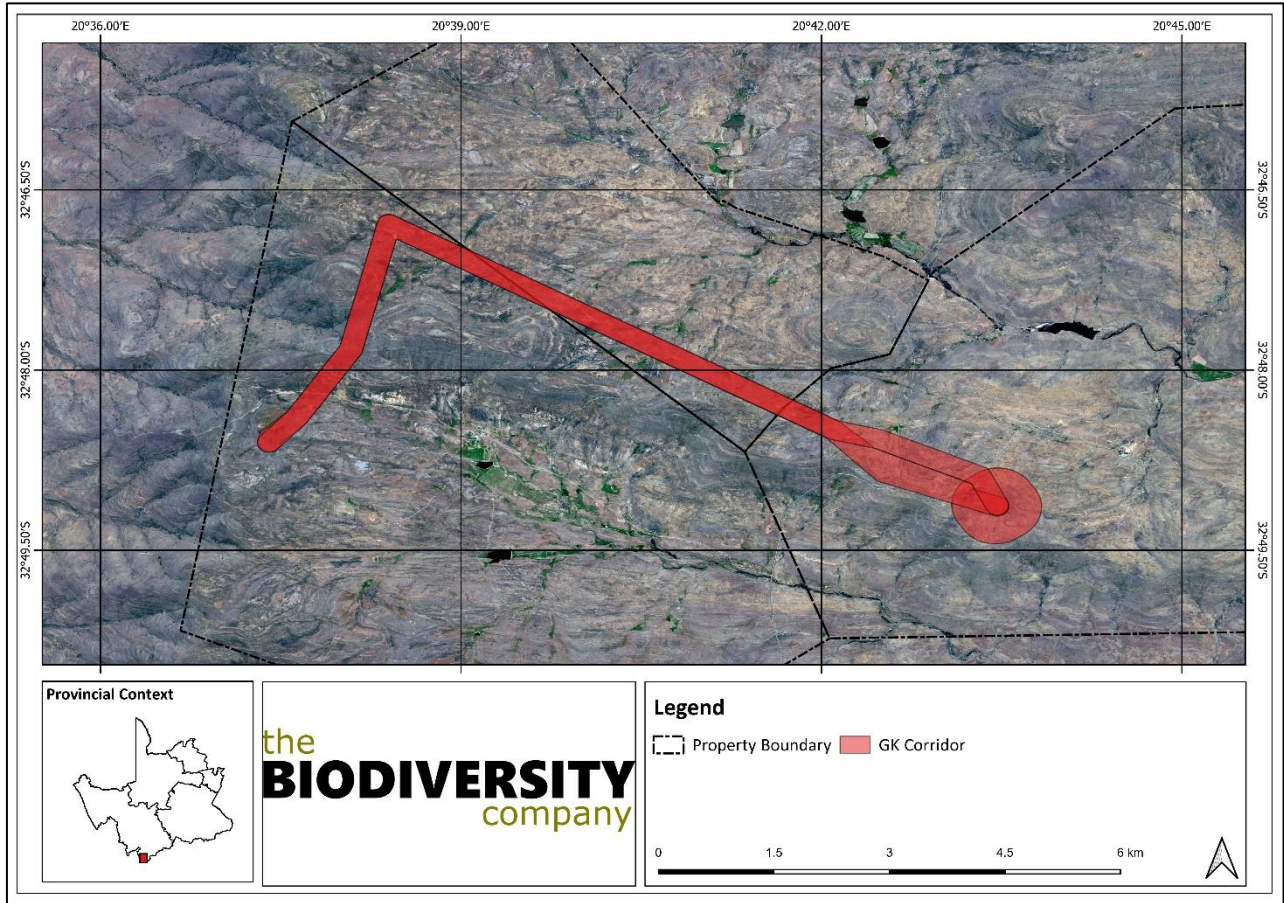 20°36.00'E 20°39.00'E 20°42.00'E 20°45.00'E
32°46.50'S 32°46.50'S
32°48.00'S 32°48.00'S
32°49.50'S 32°49.50'S
Provincial Context
the
BIODIVERSITY
company
Legend
Property Boundary GK Corridor
0 1.5 3 4.5 6 km